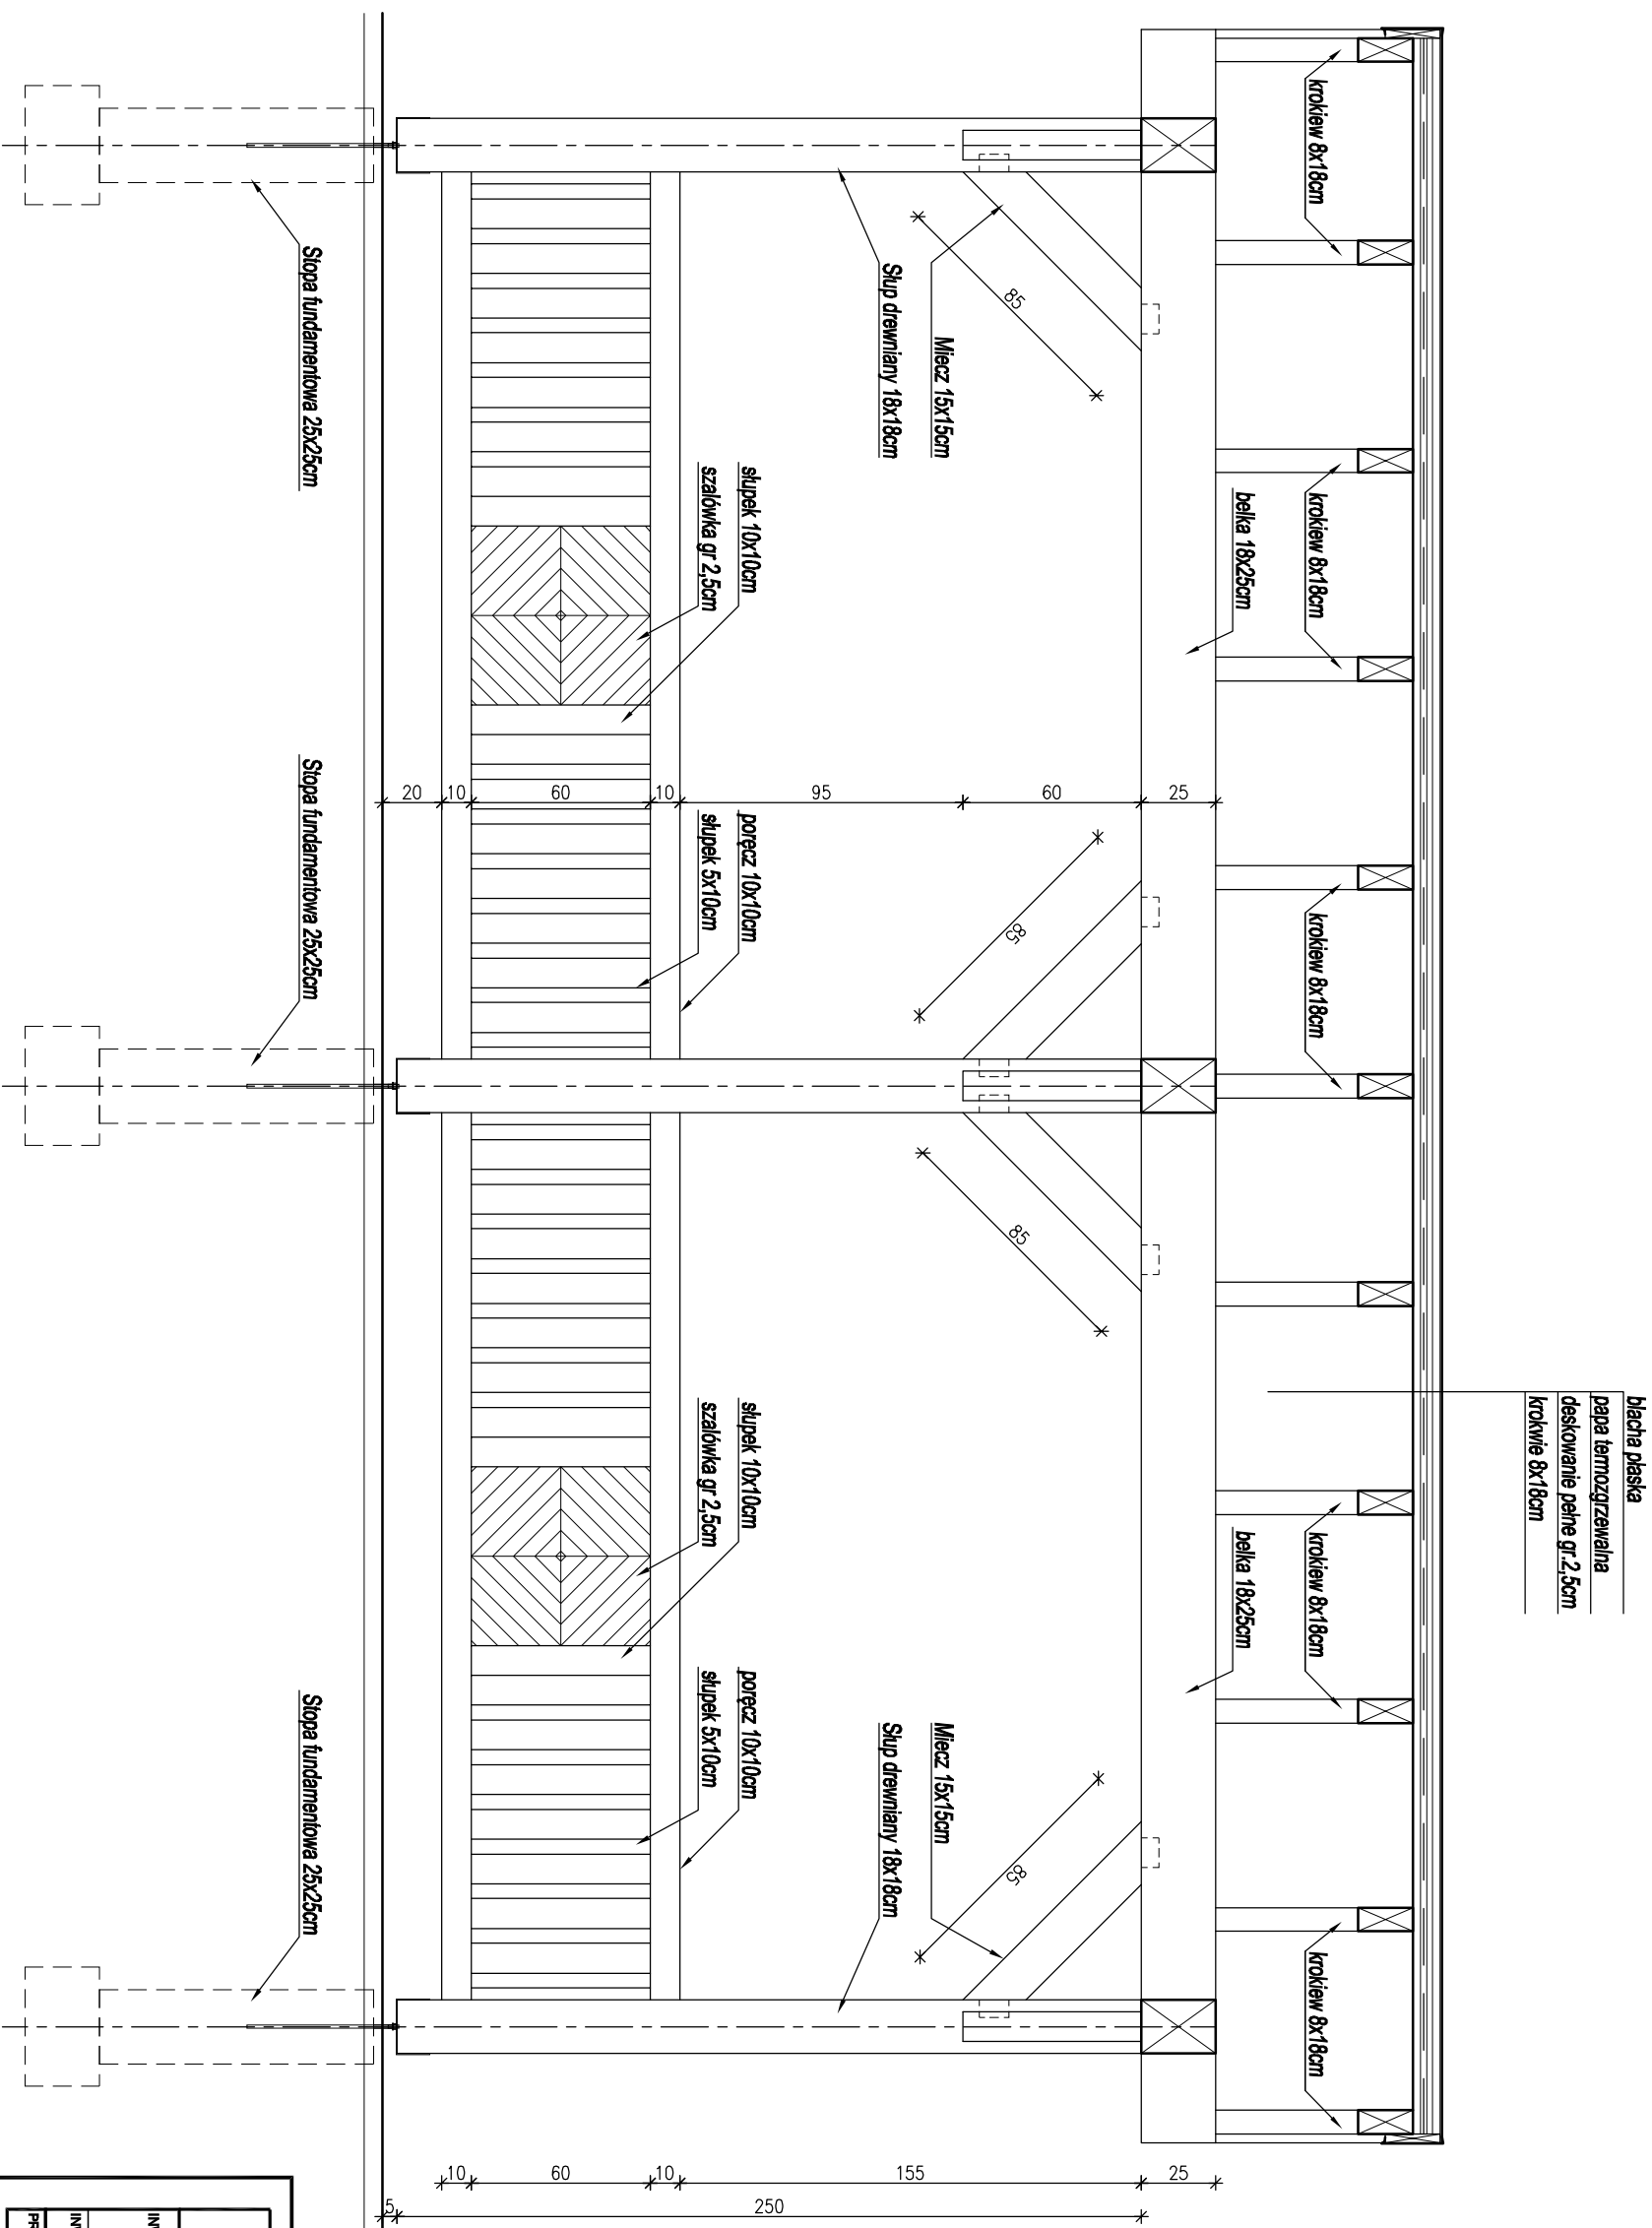 blacha płaska
papa termozgrzewalna
deskowanie pełne gr.2,5cm
krokwie 8x18cm
krokiew 8x18cm
krokiew 8x18cm
krokiew 8x18cm
krokiew 8x18cm
krokiew 8x18cm
belka 18x25cm
belka 18x25cm
Miecz 15x15cm
Słup drewniany 18x18cm
85
85
85
85
Miecz 15x15cm
Słup drewniany 18x18cm
słupek 10x10cm
szalówka gr 2,5cm
poręcz 10x10cm
słupek 5x10cm
słupek 10x10cm
szalówka gr 2,5cm
poręcz 10x10cm
słupek 5x10cm
25
60
95
10
60
10
20
25
155
10
60
10
250
5
Stopa fundamentowa 25x25cm
Stopa fundamentowa 25x25cm
Stopa fundamentowa 25x25cm